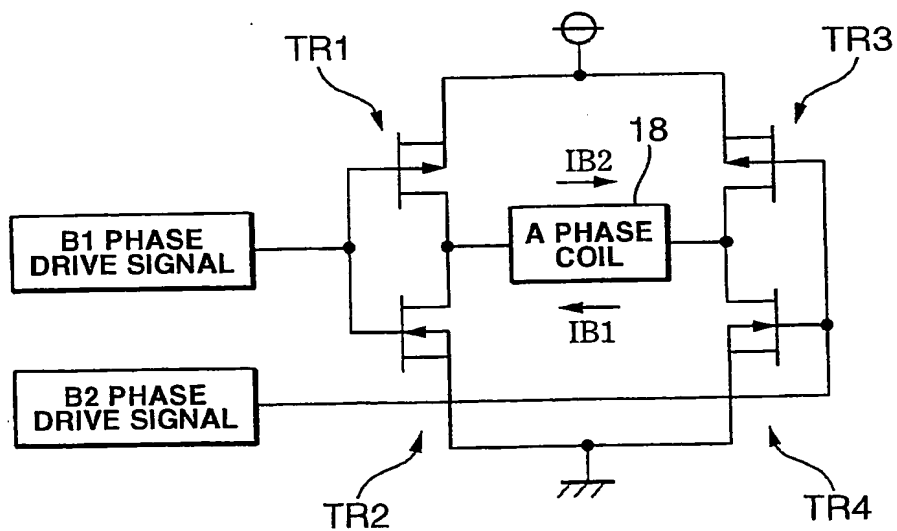 TR1
TR3
18
IB2
B1 PHASE
DRIVE SIGNAL
A PHASE
COIL
IB1
B2 PHASE
DRIVE SIGNAL
TR2
TR4